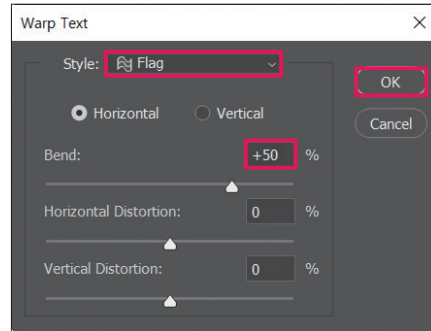 Warp Text
Style: Flag
OK
Horizontal Vertical
Cancel
Bend: +50 %
Horizontal Distortion: 0 %
Vertical Distortion: 0 %